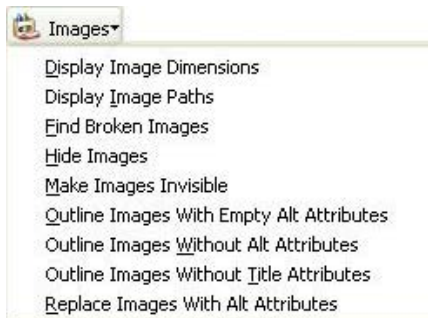 Images
Display Image Dimensions
Display Image Paths
Find Broken Images
Hide Images
Make Images Invisible
Outline Images With Empty Alt Attributes
Outline Images Without Alt Attributes
Outline Images Without Title Attributes
Replace Images With Alt Attributes